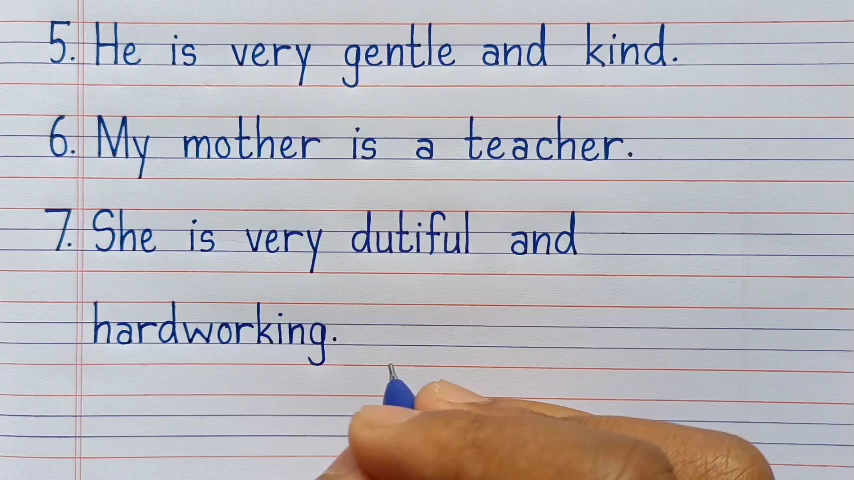 5. He is very gentle and kind.
6. My mother is a teacher.
7. She is very dutiful and
hardworking.